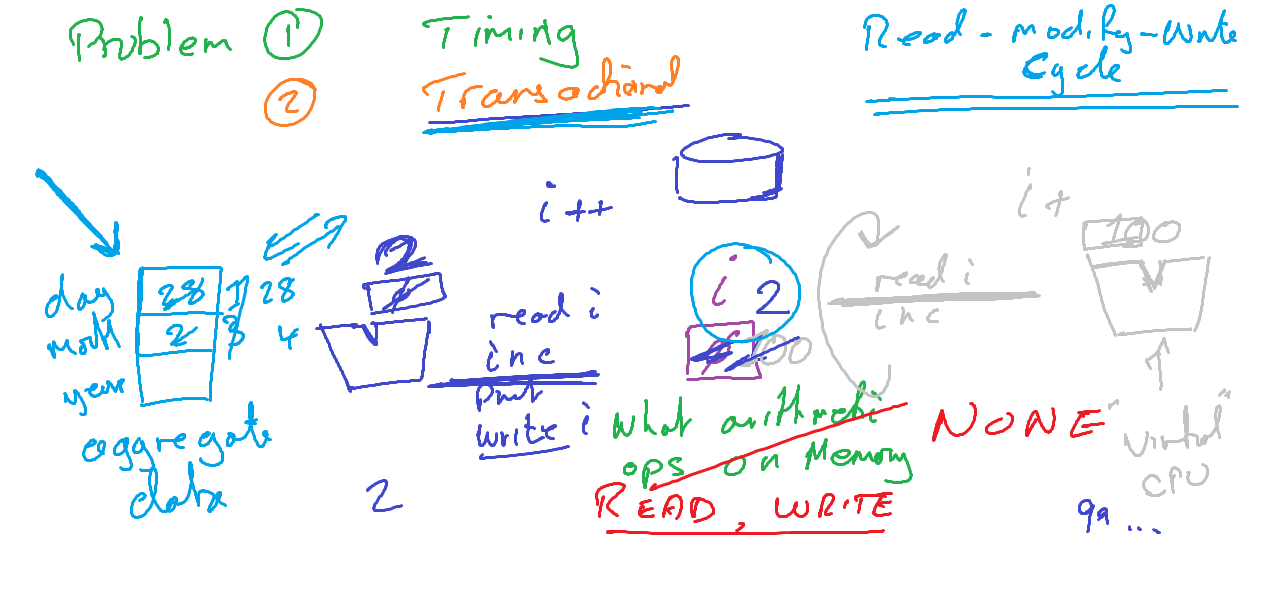 Problem ① Timing
Read-modify-write
Cycle
② Transactional
i++
i+
100
2
day 28 1 28
month 2 3 4
year
aggregate
data
read i
inc
write i
2
i 2
100
read i
inc
What arithmetic
ops on Memory
NONE
READ, WRITE
"Virtual"
CPU
99...